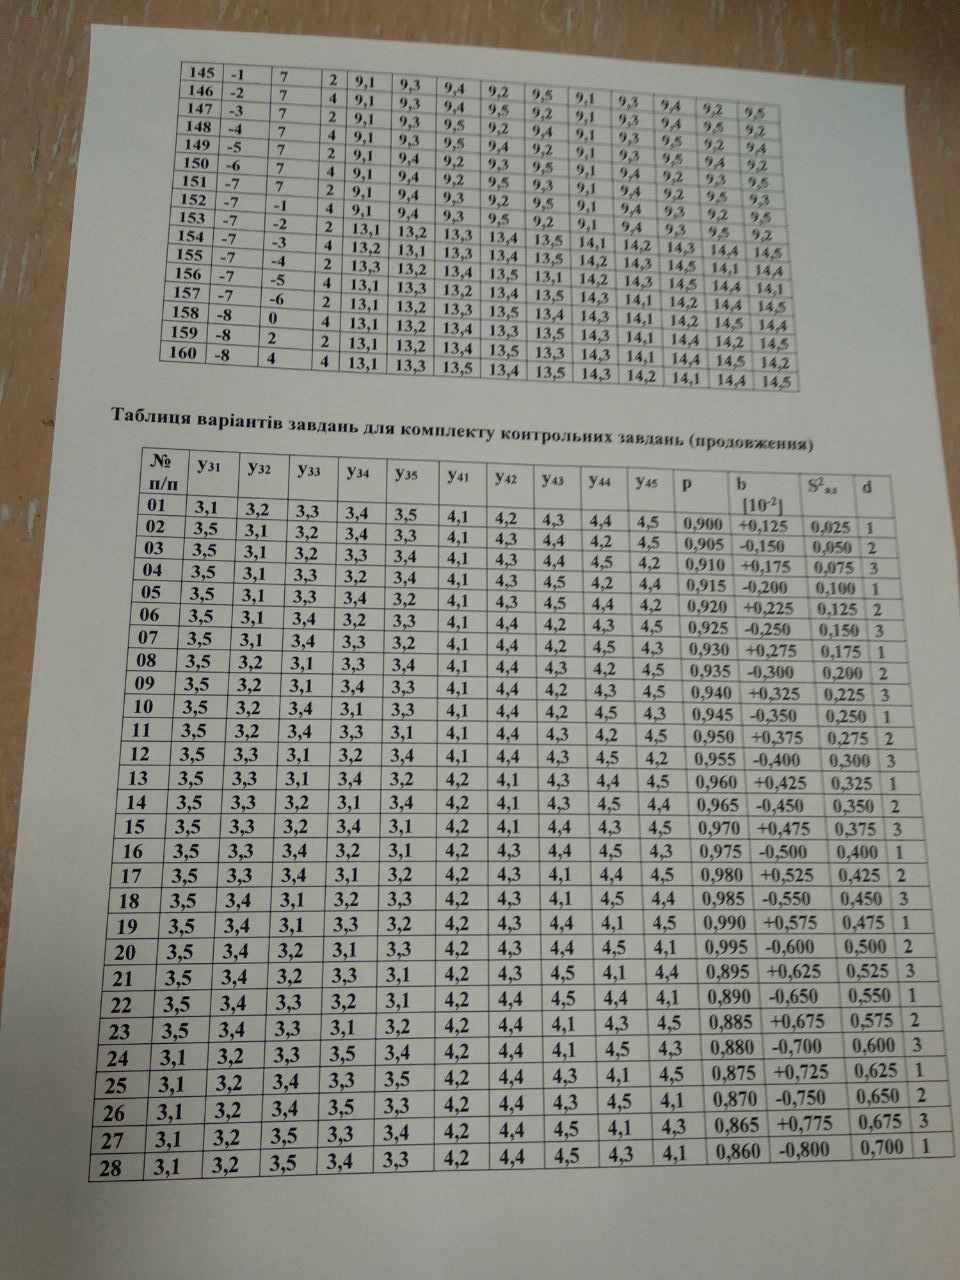 145 -1 7 2 9,1 9,3 9,4 9,2 9,5 9,1 9,3 9,4 9,2 9,5
146 -2 7 4 9,1 9,3 9,4 9,5 9,2 9,1 9,3 9,4 9,5 9,2
147 -3 7 2 9,1 9,3 9,5 9,2 9,4 9,1 9,3 9,5 9,2 9,4
148 -4 7 4 9,1 9,3 9,5 9,4 9,2 9,1 9,3 9,5 9,4 9,2
149 -5 7 2 9,1 9,4 9,2 9,3 9,5 9,1 9,4 9,2 9,3 9,5
150 -6 7 4 9,1 9,4 9,2 9,5 9,3 9,1 9,4 9,2 9,5 9,3
151 -7 7 2 9,1 9,4 9,3 9,2 9,5 9,1 9,4 9,3 9,2 9,5
152 -7 -1 4 9,1 9,4 9,3 9,5 9,2 9,1 9,4 9,3 9,5 9,2
153 -7 -2 2 13,1 13,2 13,3 13,4 13,5 14,1 14,2 14,3 14,4 14,5
154 -7 -3 4 13,2 13,1 13,3 13,4 13,5 14,2 14,3 14,5 14,1 14,4
155 -7 -4 2 13,3 13,2 13,4 13,5 13,1 14,2 14,3 14,5 14,4 14,1
156 -7 -5 4 13,1 13,3 13,2 13,4 13,5 14,3 14,1 14,2 14,4 14,5
157 -7 -6 2 13,1 13,2 13,3 13,5 13,4 14,3 14,1 14,2 14,5 14,4
158 -8 0 4 13,1 13,2 13,4 13,3 13,5 14,3 14,1 14,4 14,2 14,5
159 -8 2 2 13,1 13,2 13,4 13,5 13,3 14,3 14,1 14,4 14,5 14,2
160 -8 4 4 13,1 13,3 13,5 13,4 13,5 14,3 14,2 14,1 14,4 14,5
Таблиця варіантів завдань для комплекту контрольних завдань (продовження)
№ п/п y31 y32 y33 y34 y35 y41 y42 y43 y44 y45 p b [10-2] S2 d
01 3,1 3,2 3,3 3,4 3,5 4,1 4,2 4,3 4,4 4,5 0,900 +0,125 0,025 1
02 3,5 3,1 3,2 3,4 3,3 4,1 4,3 4,4 4,2 4,5 0,905 -0,150 0,050 2
03 3,5 3,1 3,2 3,3 3,4 4,1 4,3 4,4 4,5 4,2 0,910 +0,175 0,075 3
04 3,5 3,1 3,3 3,2 3,4 4,1 4,3 4,5 4,2 4,4 0,915 -0,200 0,100 1
05 3,5 3,1 3,3 3,4 3,2 4,1 4,3 4,5 4,4 4,2 0,920 +0,225 0,125 2
06 3,5 3,1 3,4 3,2 3,3 4,1 4,4 4,2 4,3 4,5 0,925 -0,250 0,150 3
07 3,5 3,1 3,4 3,3 3,2 4,1 4,4 4,2 4,5 4,3 0,930 +0,275 0,175 1
08 3,5 3,2 3,1 3,3 3,4 4,1 4,4 4,3 4,2 4,5 0,935 -0,300 0,200 2
09 3,5 3,2 3,1 3,4 3,3 4,1 4,4 4,2 4,3 4,5 0,940 +0,325 0,225 3
10 3,5 3,2 3,4 3,1 3,3 4,1 4,4 4,2 4,5 4,3 0,945 -0,350 0,250 1
11 3,5 3,2 3,4 3,3 3,1 4,1 4,4 4,3 4,2 4,5 0,950 +0,375 0,275 2
12 3,5 3,3 3,1 3,2 3,4 4,1 4,4 4,3 4,5 4,2 0,955 -0,400 0,300 3
13 3,5 3,3 3,1 3,4 3,2 4,2 4,1 4,3 4,4 4,5 0,960 +0,425 0,325 1
14 3,5 3,3 3,2 3,1 3,4 4,2 4,1 4,3 4,5 4,4 0,965 -0,450 0,350 2
15 3,5 3,3 3,2 3,4 3,1 4,2 4,1 4,4 4,3 4,5 0,970 +0,475 0,375 3
16 3,5 3,3 3,4 3,2 3,1 4,2 4,3 4,4 4,5 4,3 0,975 -0,500 0,400 1
17 3,5 3,3 3,4 3,1 3,2 4,2 4,3 4,1 4,4 4,5 0,980 +0,525 0,425 2
18 3,5 3,4 3,1 3,2 3,3 4,2 4,3 4,1 4,5 4,4 0,985 -0,550 0,450 3
19 3,5 3,4 3,1 3,3 3,2 4,2 4,3 4,4 4,1 4,5 0,990 +0,575 0,475 1
20 3,5 3,4 3,2 3,1 3,3 4,2 4,3 4,4 4,5 4,1 0,995 -0,600 0,500 2
21 3,5 3,4 3,2 3,3 3,1 4,2 4,3 4,5 4,1 4,4 0,895 +0,625 0,525 3
22 3,5 3,4 3,3 3,2 3,1 4,2 4,4 4,5 4,4 4,1 0,890 -0,650 0,550 1
23 3,5 3,4 3,3 3,1 3,2 4,2 4,4 4,1 4,3 4,5 0,885 +0,675 0,575 2
24 3,1 3,2 3,3 3,5 3,4 4,2 4,4 4,1 4,5 4,3 0,880 -0,700 0,600 3
25 3,1 3,2 3,4 3,3 3,5 4,2 4,4 4,3 4,1 4,5 0,875 +0,725 0,625 1
26 3,1 3,2 3,4 3,5 3,3 4,2 4,4 4,3 4,5 4,1 0,870 -0,750 0,650 2
27 3,1 3,2 3,5 3,3 3,4 4,2 4,4 4,5 4,1 4,3 0,865 +0,775 0,675 3
28 3,1 3,2 3,5 3,4 3,3 4,2 4,4 4,5 4,3 4,1 0,860 -0,800 0,700 1